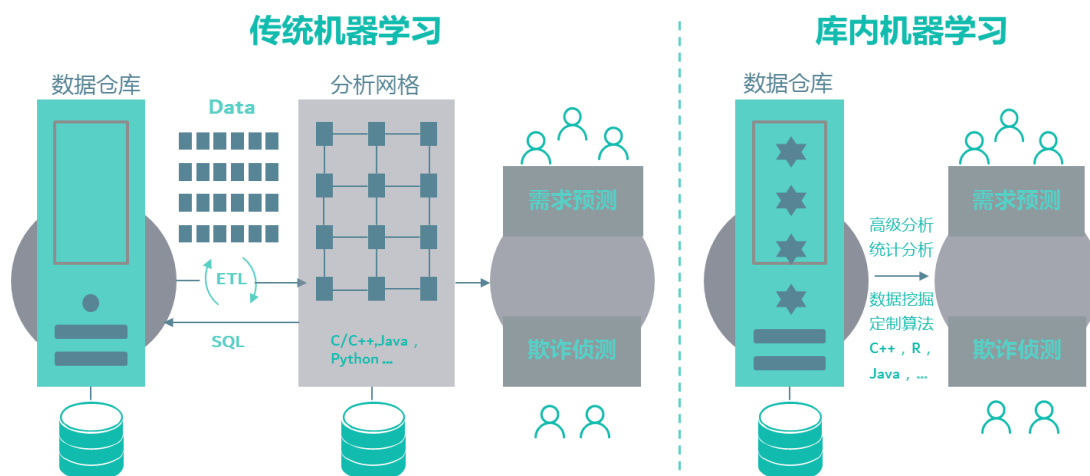 传统机器学习
数据仓库
Data
ETL
SQL
分析网格
C/C++,Java，
Python ...
需求预测
欺诈侦测
库内机器学习
数据仓库
高级分析
统计分析
数据挖掘
定制算法
C++，R，
Java，...
需求预测
欺诈侦测